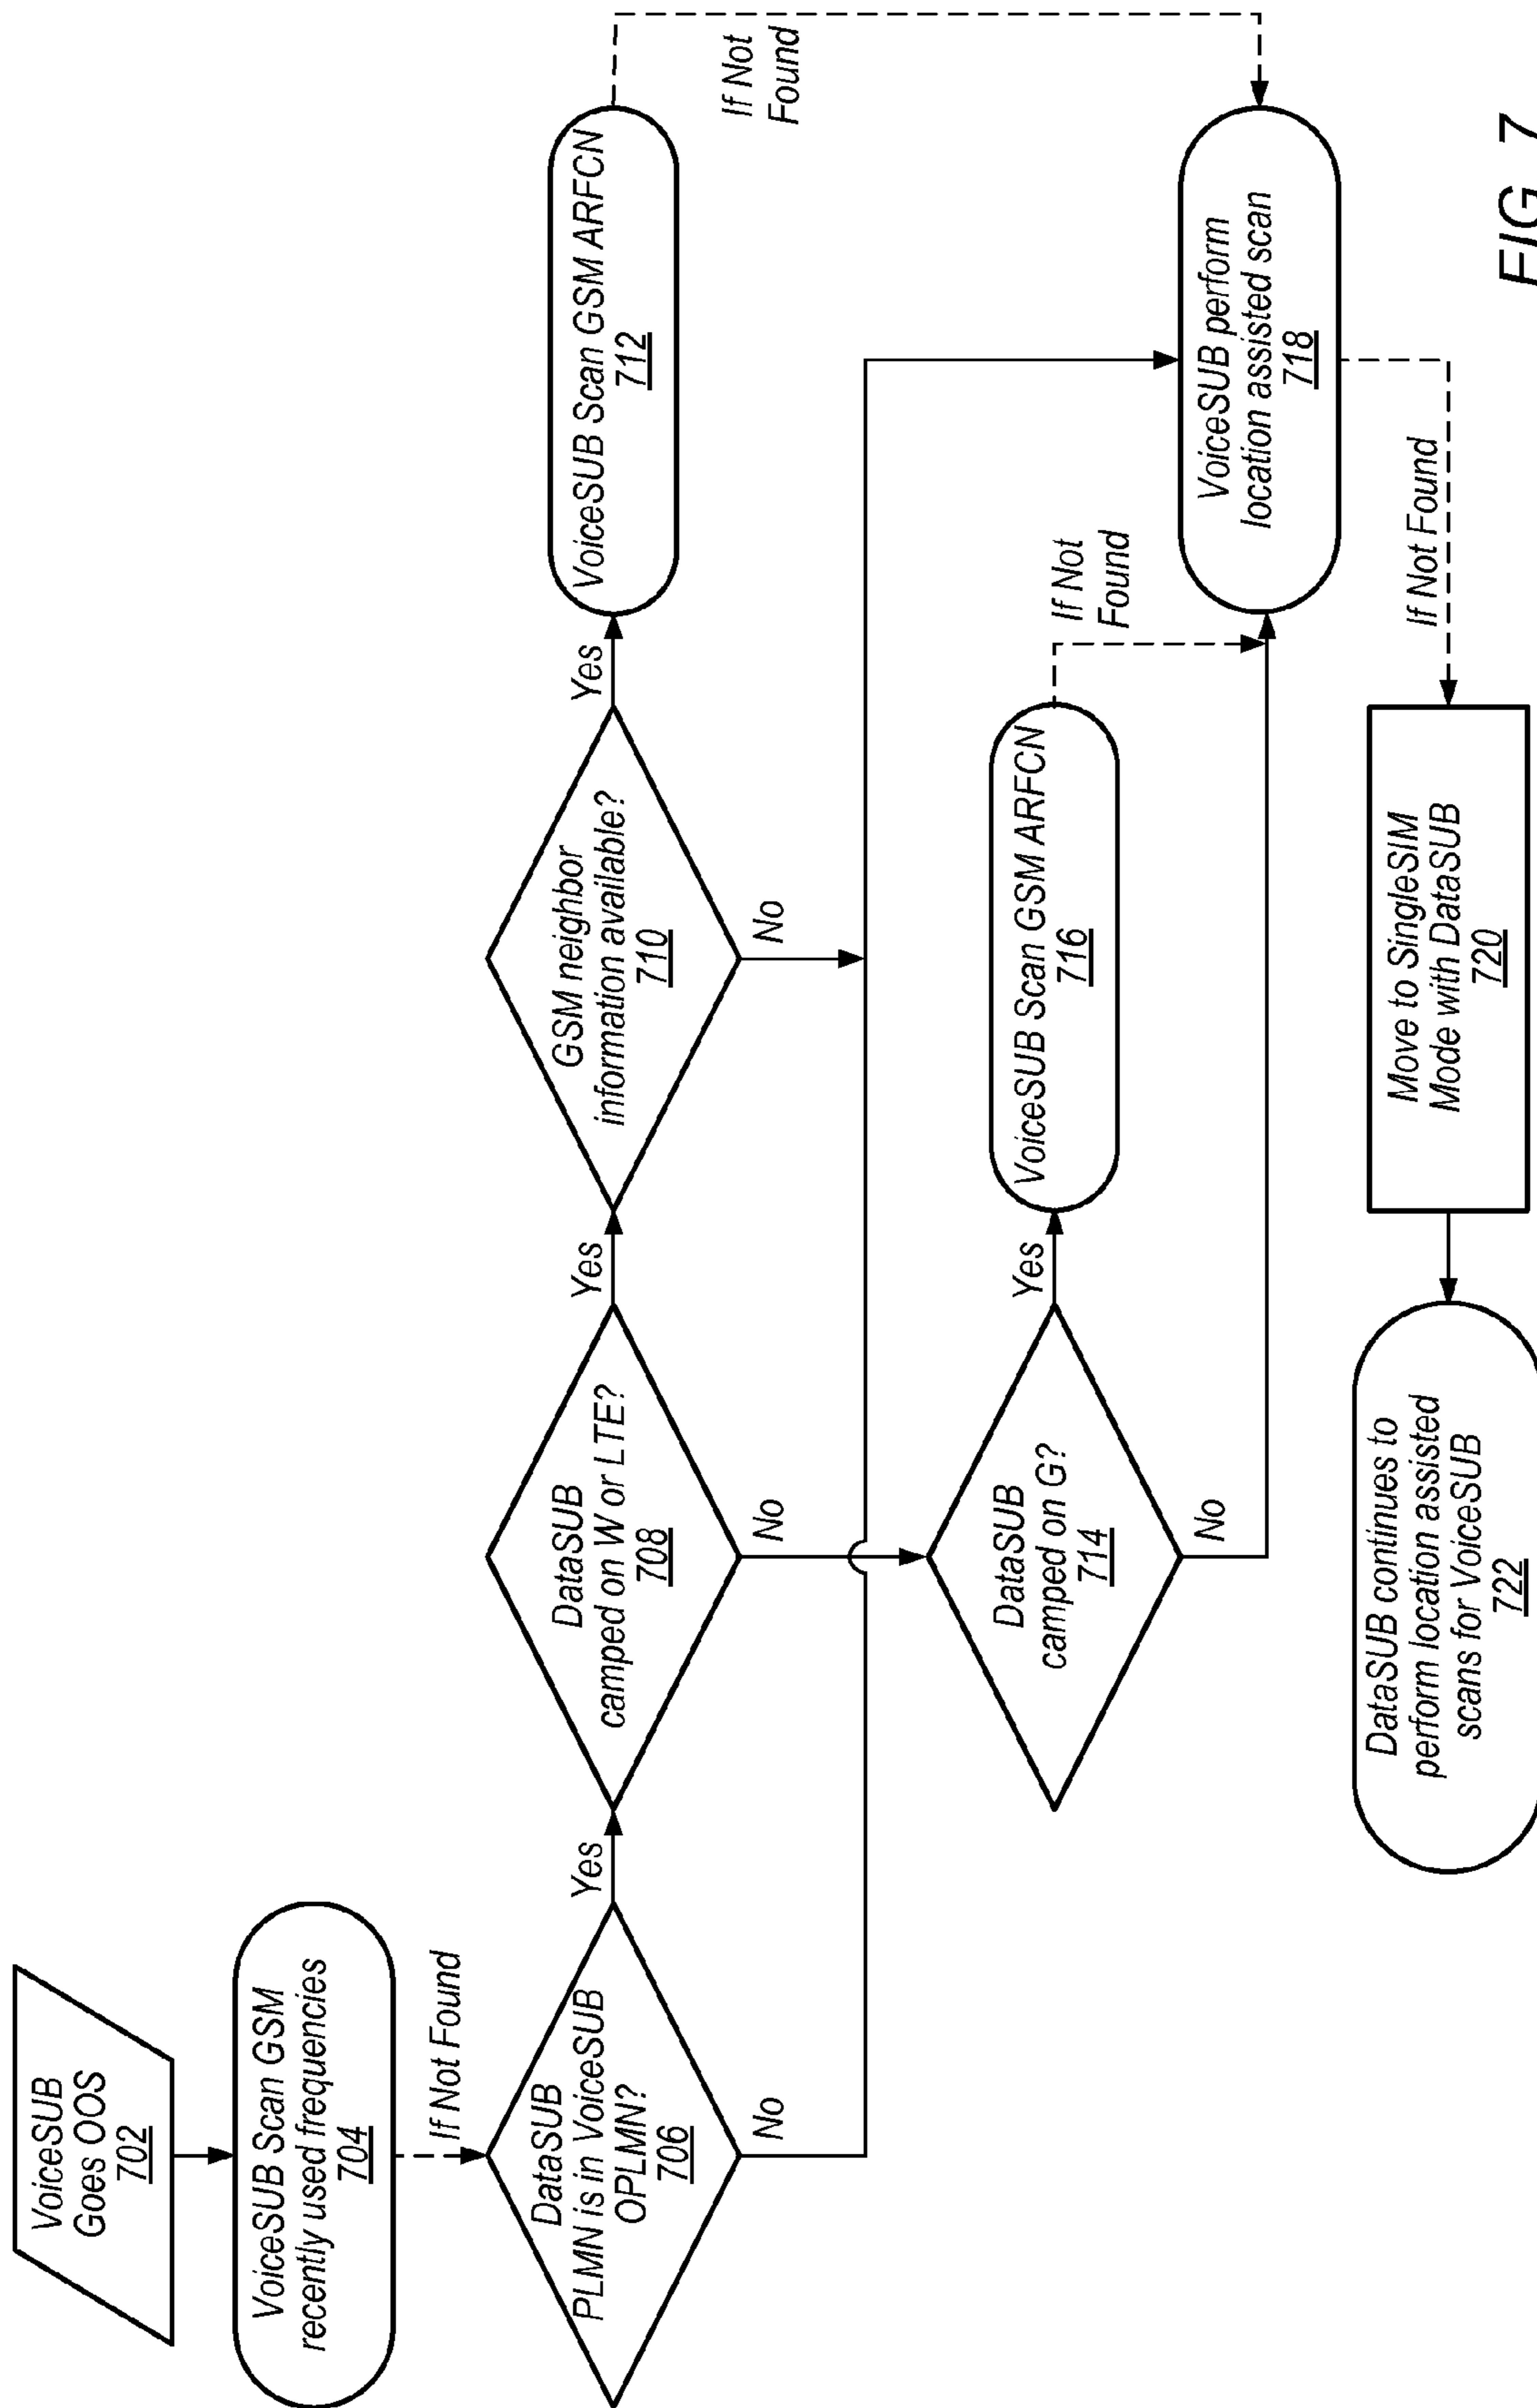 VoiceSUB
Goes OOS
702
VoiceSUB Scan GSM
recently used frequencies
704
If Not Found
DataSUB
PLMN is in VoiceSUB
OPLMN?
706
Yes
No
DataSUB
camped on W or LTE?
708
Yes
No
GSM neighbor
information available?
710
Yes
No
VoiceSUB Scan GSM ARFCN
712
If Not
Found
DataSUB
camped on G?
714
Yes
No
VoiceSUB Scan GSM ARFCN
716
If Not
Found
VoiceSUB perform
location assisted scan
718
If Not Found
Move to SingleSIM
Mode with DataSUB
720
DataSUB continues to
perform location assisted
scans for VoiceSUB
722
FIG. 7